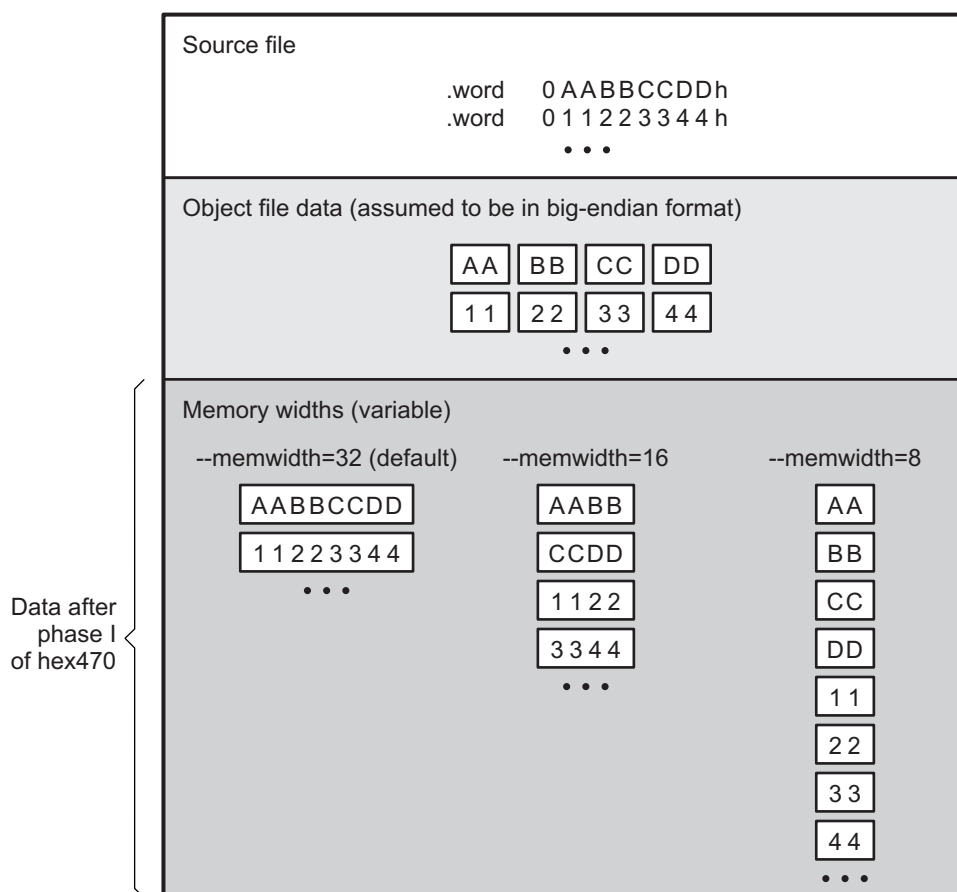 Source file
.word 0AABBCCDDh
.word 011223344h
• • •
Object file data (assumed to be in big-endian format)
AA BB CC DD
11 22 33 44
• • •
Memory widths (variable)
--memwidth=32 (default) --memwidth=16 --memwidth=8
AABBCCDD AABB AA
11223344 CCDD BB
• • • 1122 CC
3344 DD
• • • 11
22
33
44
• • •
Data after
phase I
of hex470